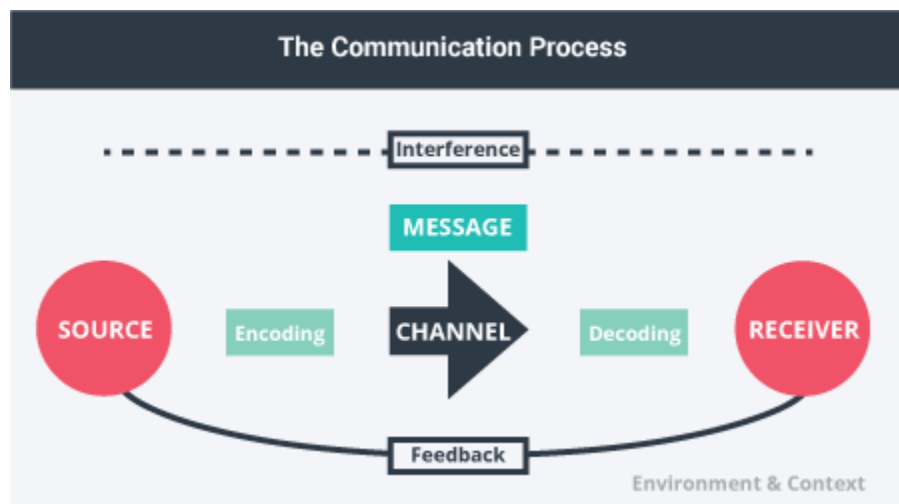 The Communication Process
Interference
MESSAGE
SOURCE
Encoding
CHANNEL
Decoding
RECEIVER
Feedback
Environment & Context